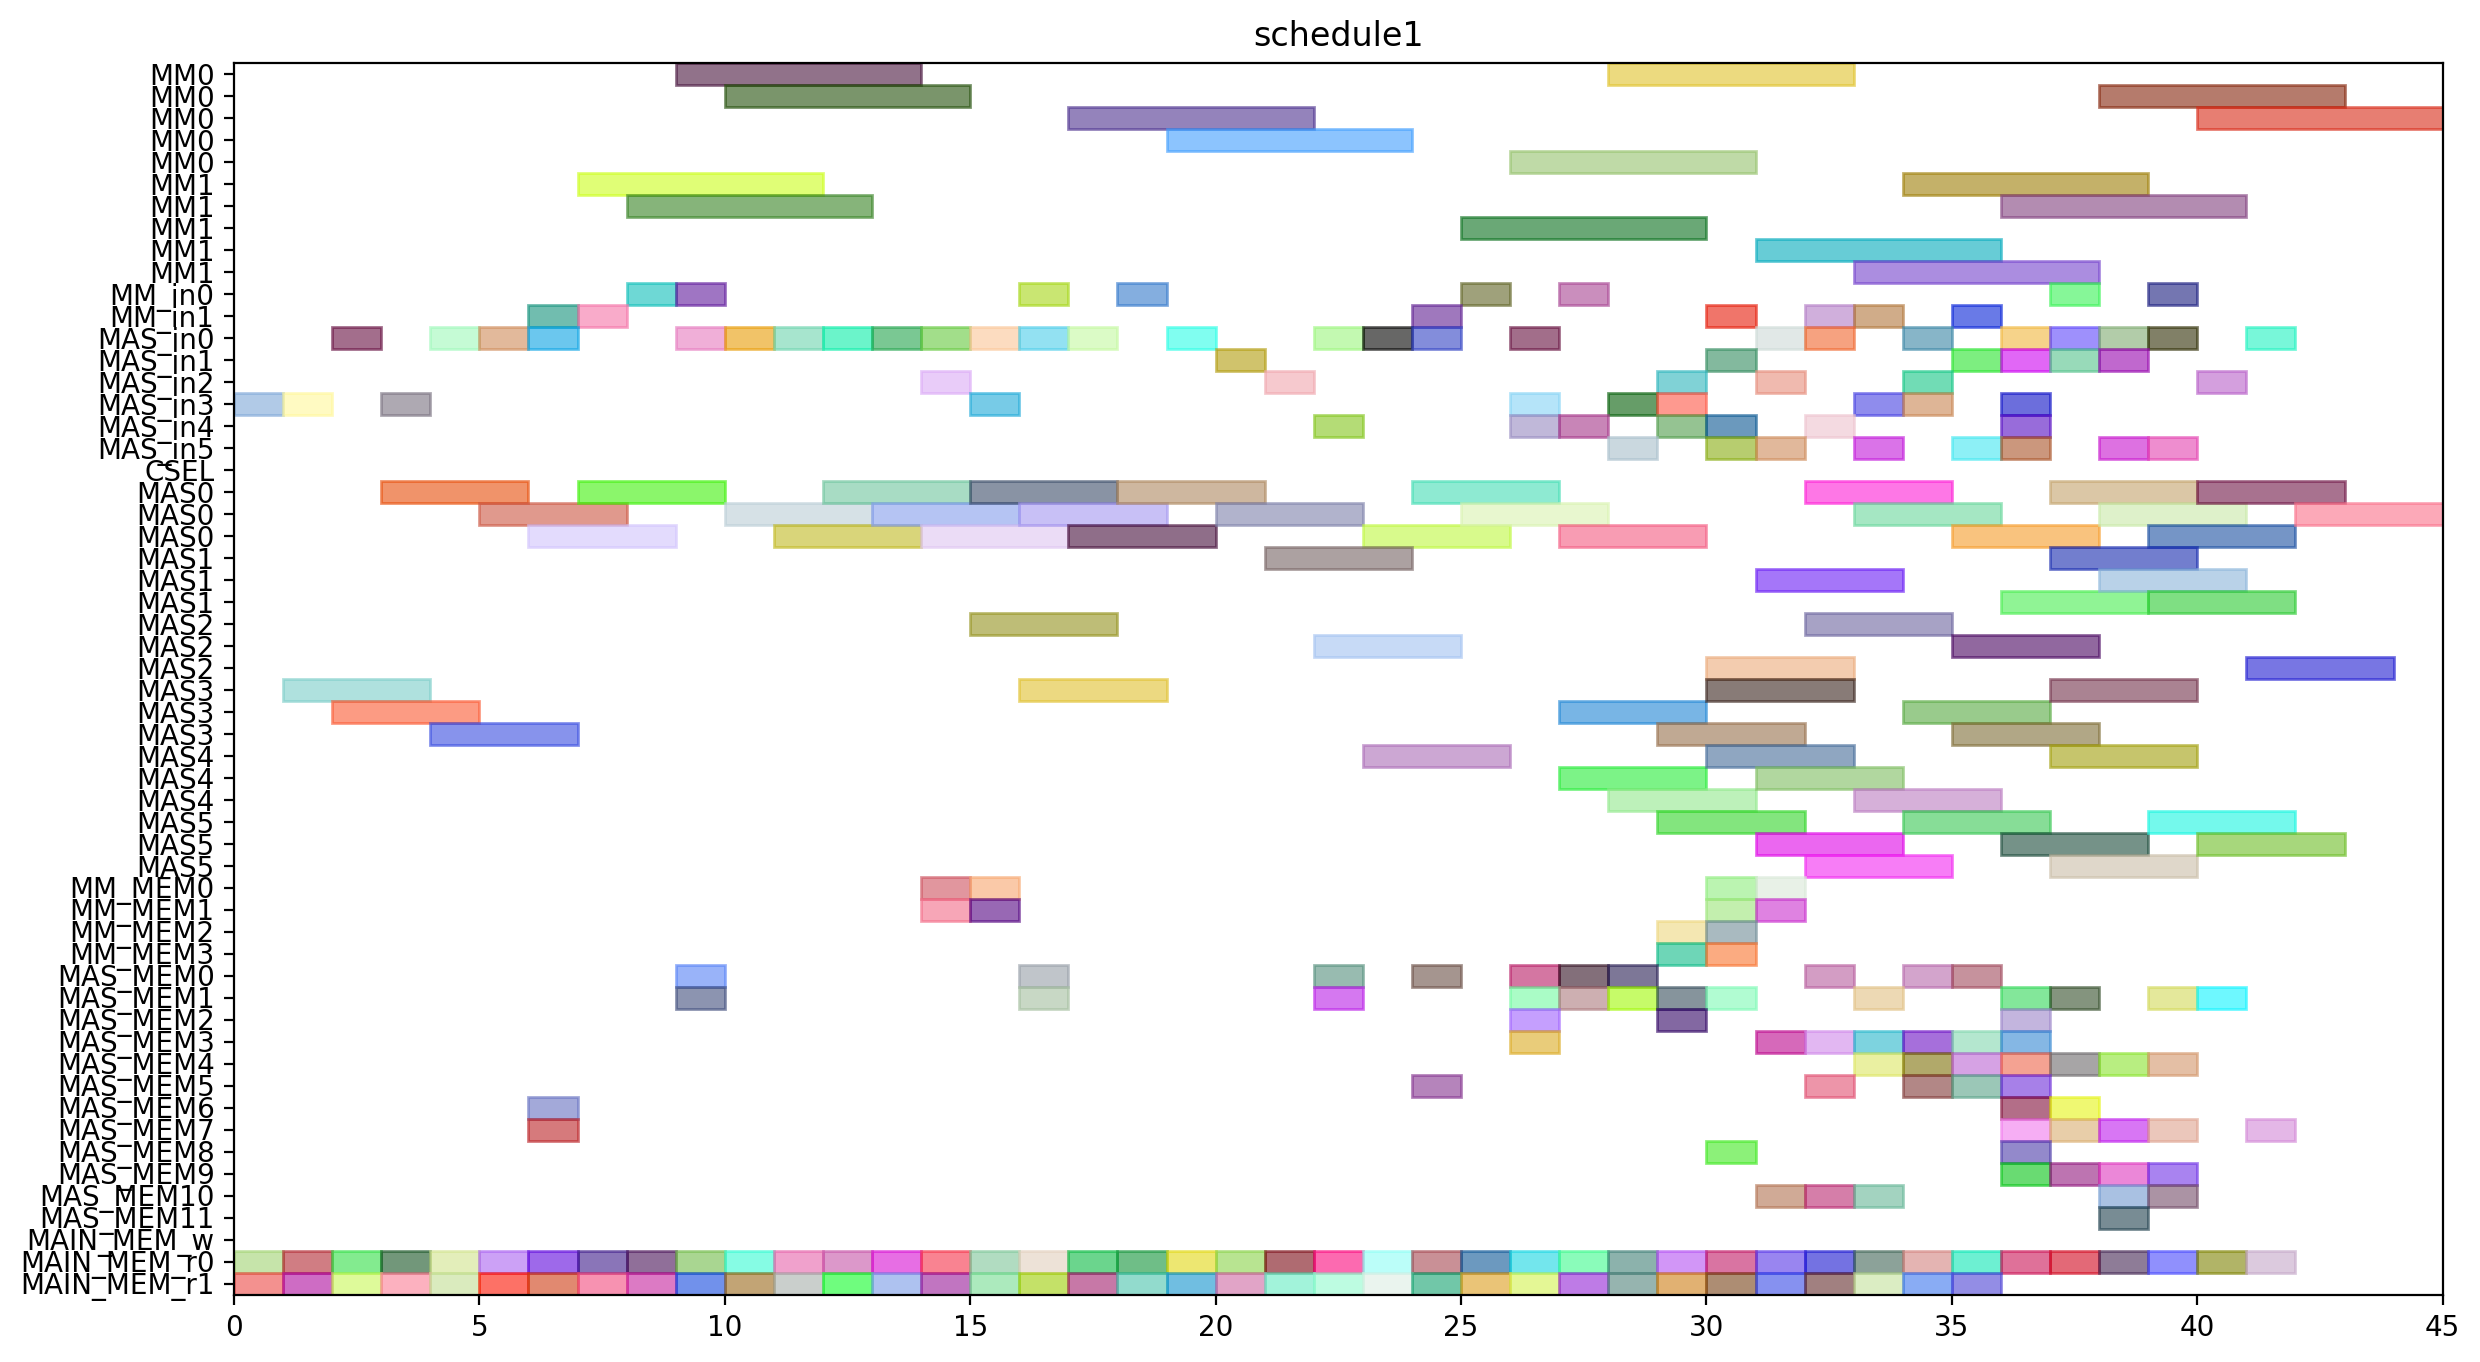 schedule1
MM0
MM0
MM0
MM0
MM0
MM1
MM1
MM1
MM1
MM1
MM_in0
MM_in1
MAS_in0
MAS_in1
MAS_in2
MAS_in3
MAS_in4
MAS_in5
CSEL
MAS0
MAS0
MAS0
MAS1
MAS1
MAS1
MAS2
MAS2
MAS2
MAS3
MAS3
MAS3
MAS4
MAS4
MAS4
MAS5
MAS5
MAS5
MM_MEM0
MM_MEM1
MM_MEM2
MM_MEM3
MAS_MEM0
MAS_MEM1
MAS_MEM2
MAS_MEM3
MAS_MEM4
MAS_MEM5
MAS_MEM6
MAS_MEM7
MAS_MEM8
MAS_MEM9
MAS_MEM10
MAS_MEM11
MAIN_MEM_w
MAIN_MEM_r0
MAIN_MEM_r1
0 5 10 15 20 25 30 35 40 45